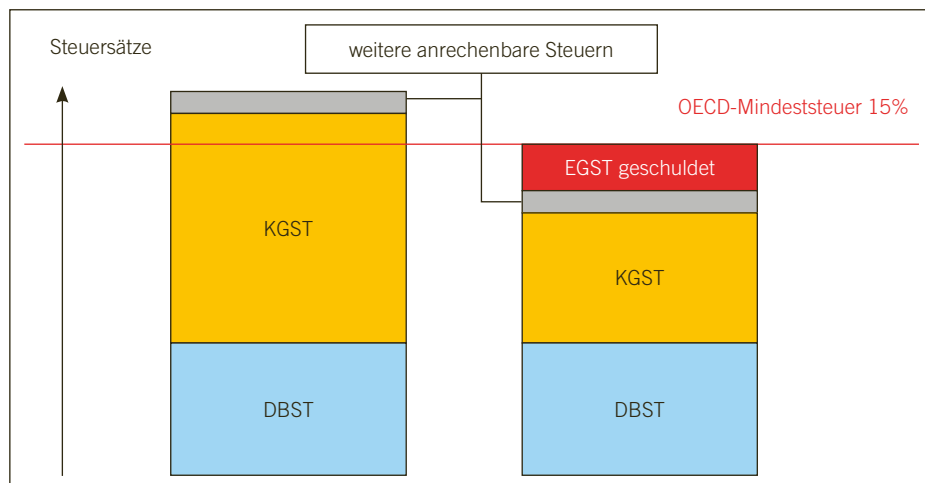 Steuersätze
weitere anrechenbare Steuern
OECD-Mindeststeuer 15%
EGST geschuldet
KGST
KGST
DBST
DBST